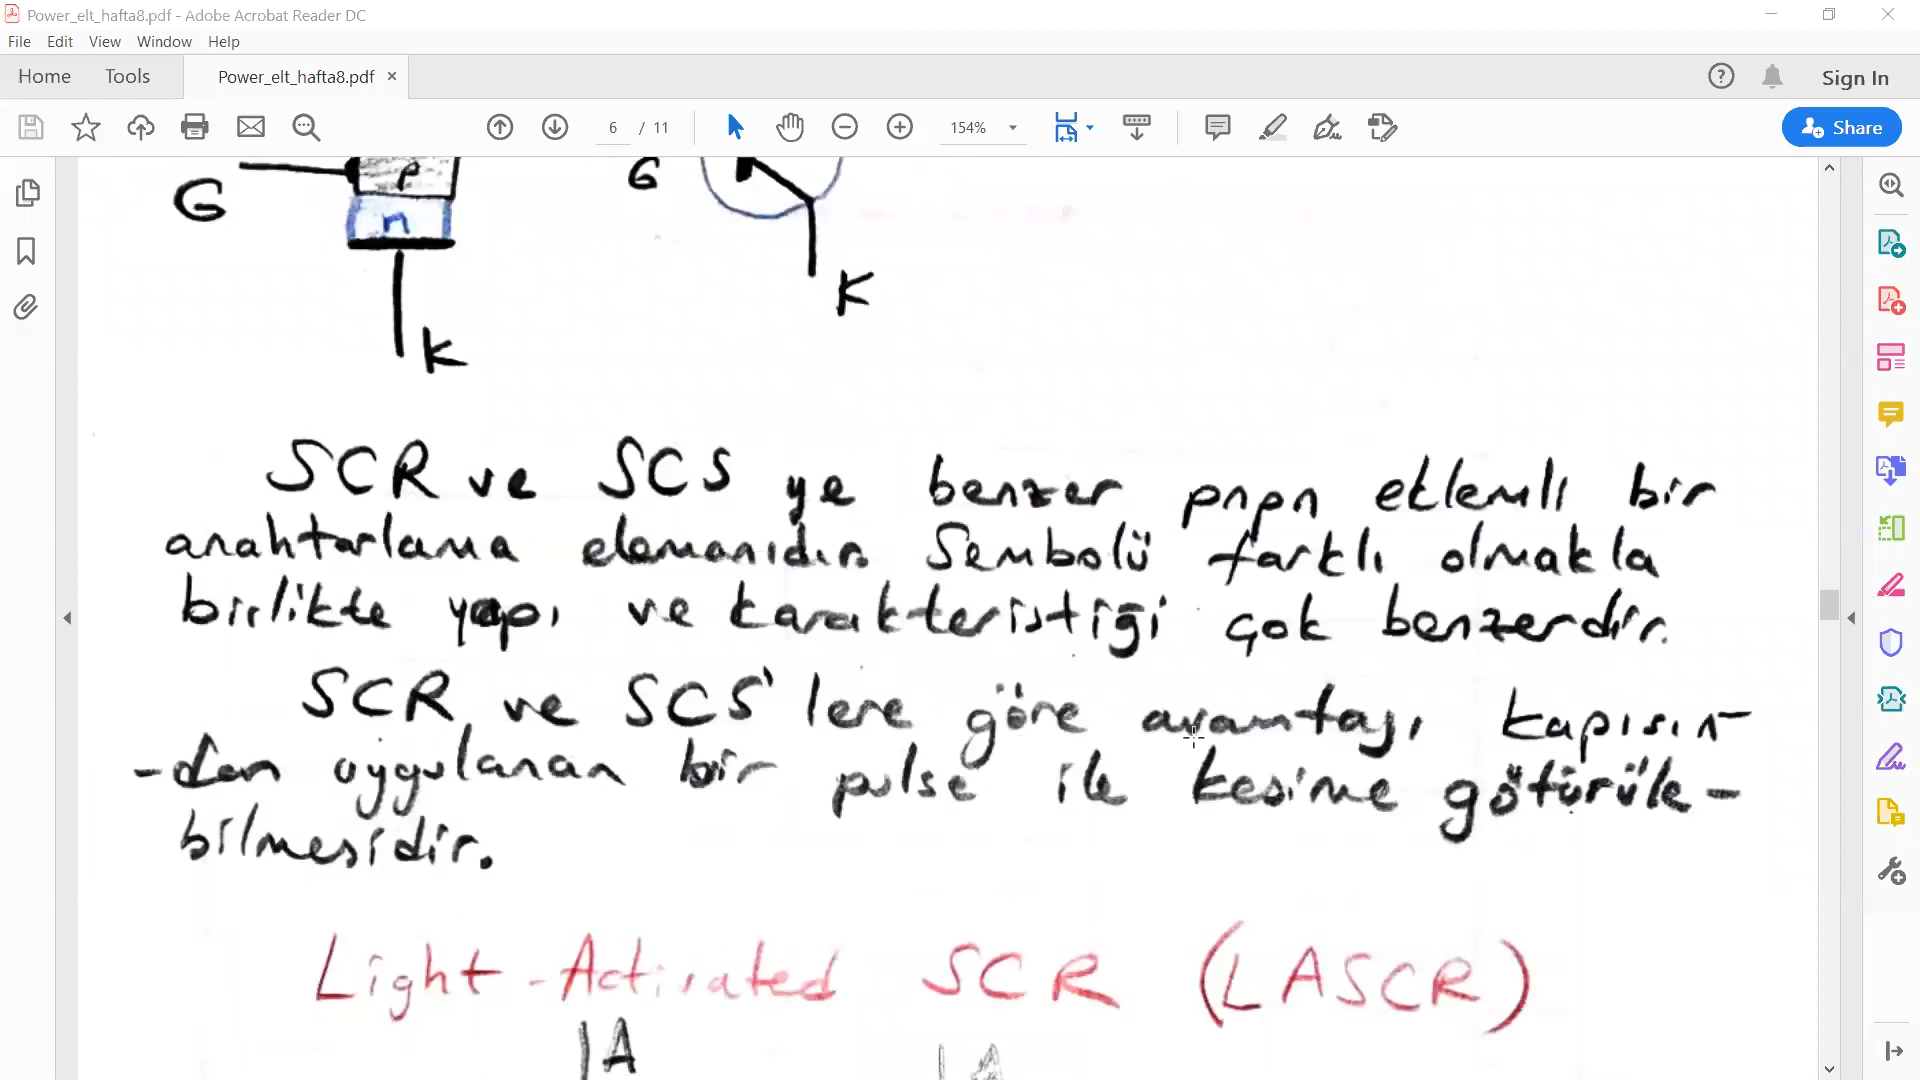 Power_elt_hafta8.pdf - Adobe Acrobat Reader DC
File Edit View Window Help
Home Tools Power_elt_hafta8.pdf × Sign In
6 / 11 154% Share
P
G
n
K
G
K
SCR ve SCS ye benzer pnpn eklemli bir
anahtarlama elemanıdır. Sembolü farklı olmakla
birlikte yapı ve karakteristiği çok benzerdir.
SCR ve SCS'lere göre avantajı, kapısın-
-dan uygulanan bir pulse ile kesime götürüle-
bilmesidir.
Light-Activated SCR (LASCR)
A
A